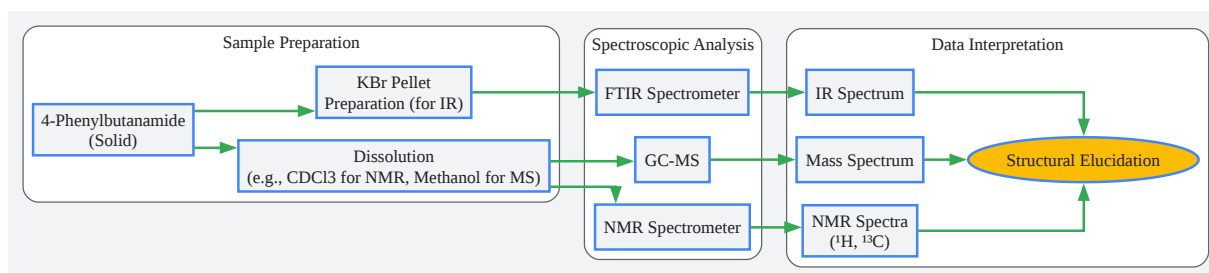 Sample Preparation
Spectroscopic Analysis
Data Interpretation
4-Phenylbutanamide
(Solid)
KBr Pellet
Preparation (for IR)
Dissolution
(e.g., CDCl3 for NMR, Methanol for MS)
FTIR Spectrometer
GC-MS
NMR Spectrometer
IR Spectrum
Mass Spectrum
NMR Spectra
(¹H, ¹³C)
Structural Elucidation